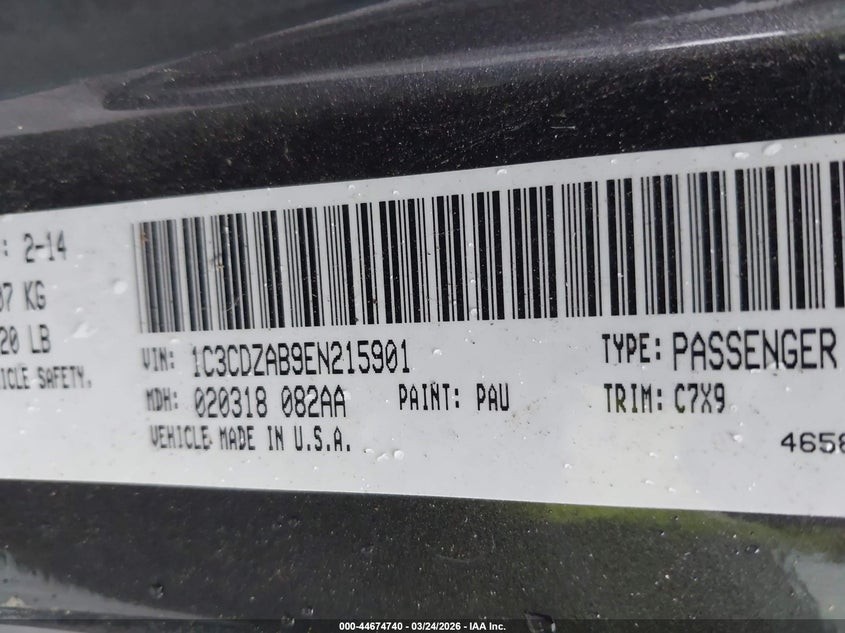 : 2-14
07 KG
20 LB
ICLE SAFETY.
VIN: 1C3CDZAB9EN215901
TYPE: PASSENGER
MDH: 020318 082AA
PAINT: PAU
TRIM: C7X9
VEHICLE MADE IN U.S.A.
4658
000-44674740 - 03/24/2026 - IAA Inc.